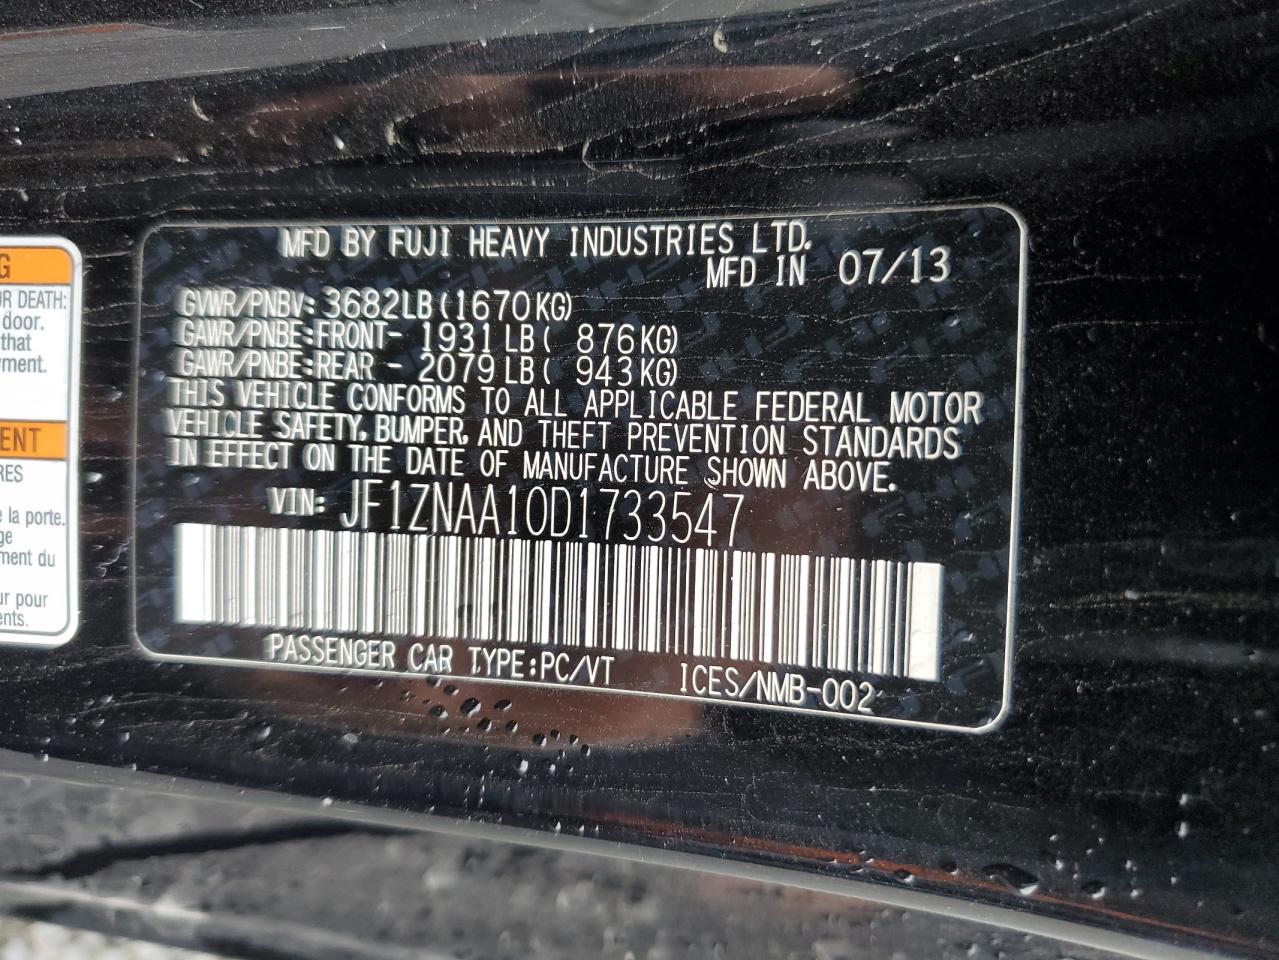 MFD BY FUJI HEAVY INDUSTRIES LTD.
MFD IN 07/13
GVWR/PNBV: 3682LB(1670KG)
GAWR/PNBE:FRONT- 1931LB( 876KG)
GAWR/PNBE:REAR - 2079LB( 943KG)
THIS VEHICLE CONFORMS TO ALL APPLICABLE FEDERAL MOTOR
VEHICLE SAFETY, BUMPER, AND THEFT PREVENTION STANDARDS
IN EFFECT ON THE DATE OF MANUFACTURE SHOWN ABOVE.
VIN: JF1ZNAA10D1733547
PASSENGER CAR TYPE:PC/VT ICES/NMB-002
G
R DEATH:
door.
that
ment.
ENT
RES
e la porte.
ge
ment du
ur pour
ents.